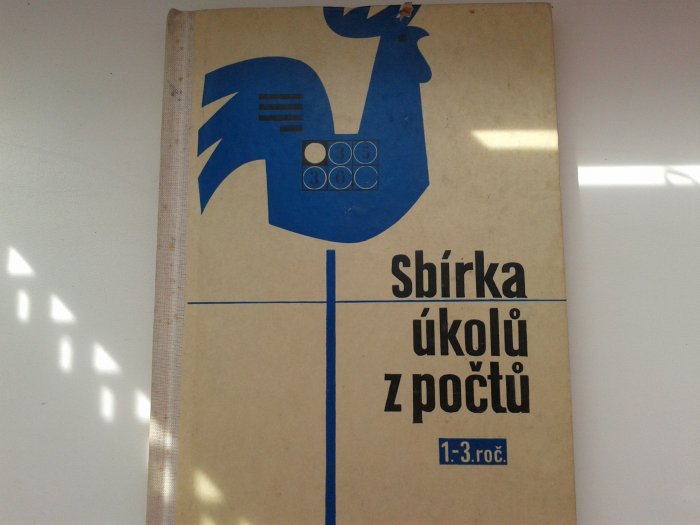 Sbírka
úkolů
z počtů
1.-3.roč.